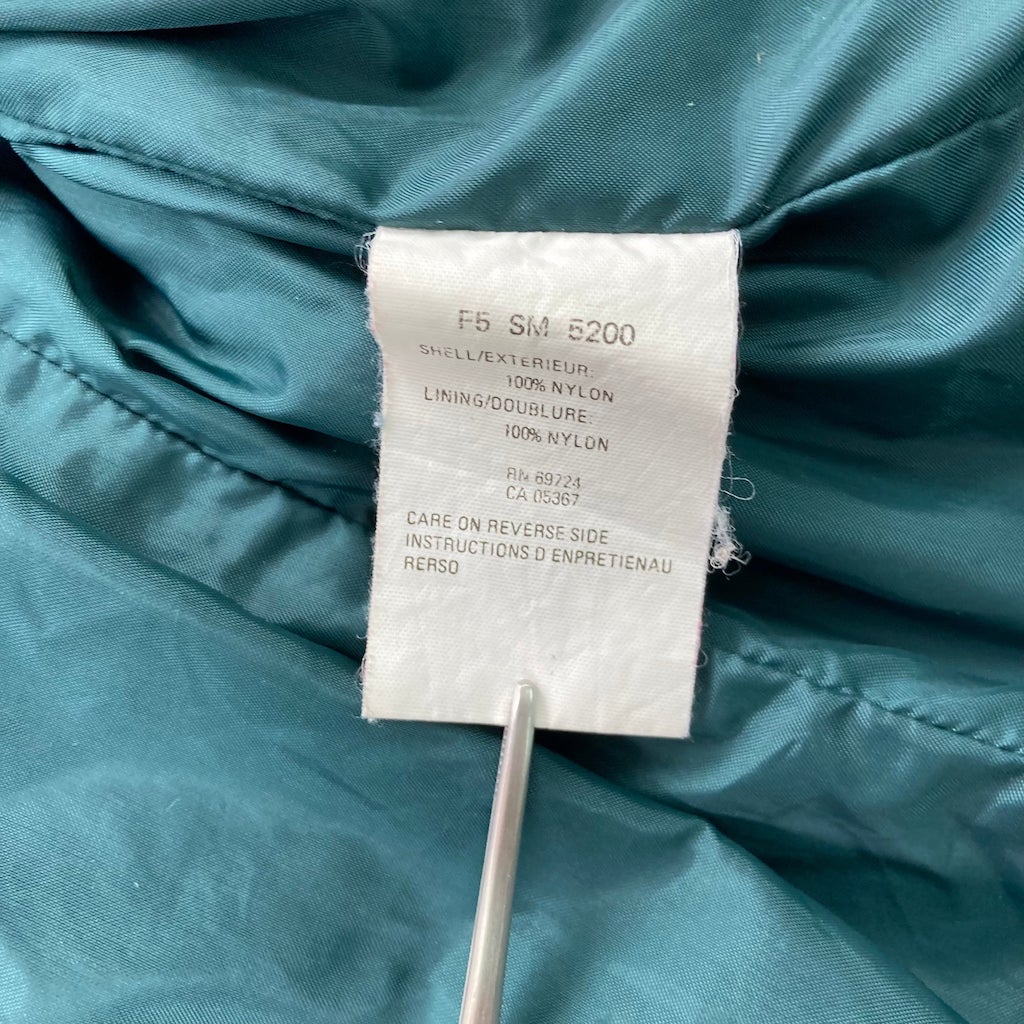 F5 SM 5200
SHELL/EXTERIEUR:
100% NYLON
LINING/DOUBLURE:
100% NYLON
RN 69724
CA 05367
CARE ON REVERSE SIDE
INSTRUCTIONS D ENPRETIENAU
RERSO